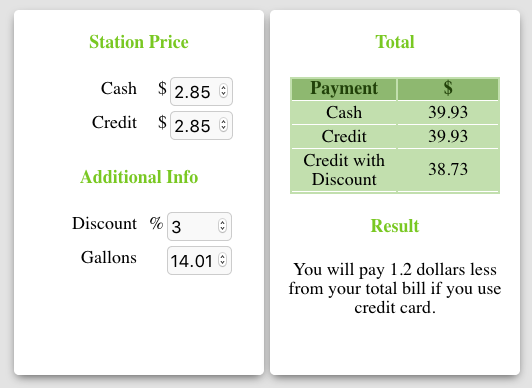 Station Price
Cash $ 2.85
Credit $ 2.85
Additional Info
Discount % 3
Gallons 14.01
Total
Payment $
Cash 39.93
Credit 39.93
Credit with
Discount 38.73
Result
You will pay 1.2 dollars less
from your total bill if you use
credit card.